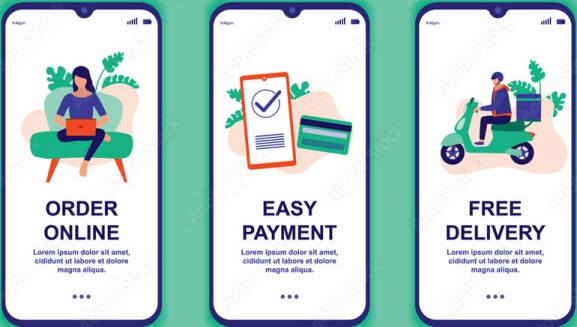 9:40pm
ORDER
ONLINE
Lorem ipsum dolor sit amet,
cididunt ut labore et dolore
magna aliqua.
9:40pm
EASY
PAYMENT
Lorem ipsum dolor sit amet,
cididunt ut labore et dolore
magna aliqua.
9:40pm
FREE
DELIVERY
Lorem ipsum dolor sit amet,
cididunt ut labore et dolore
magna aliqua.
Adobe Stock